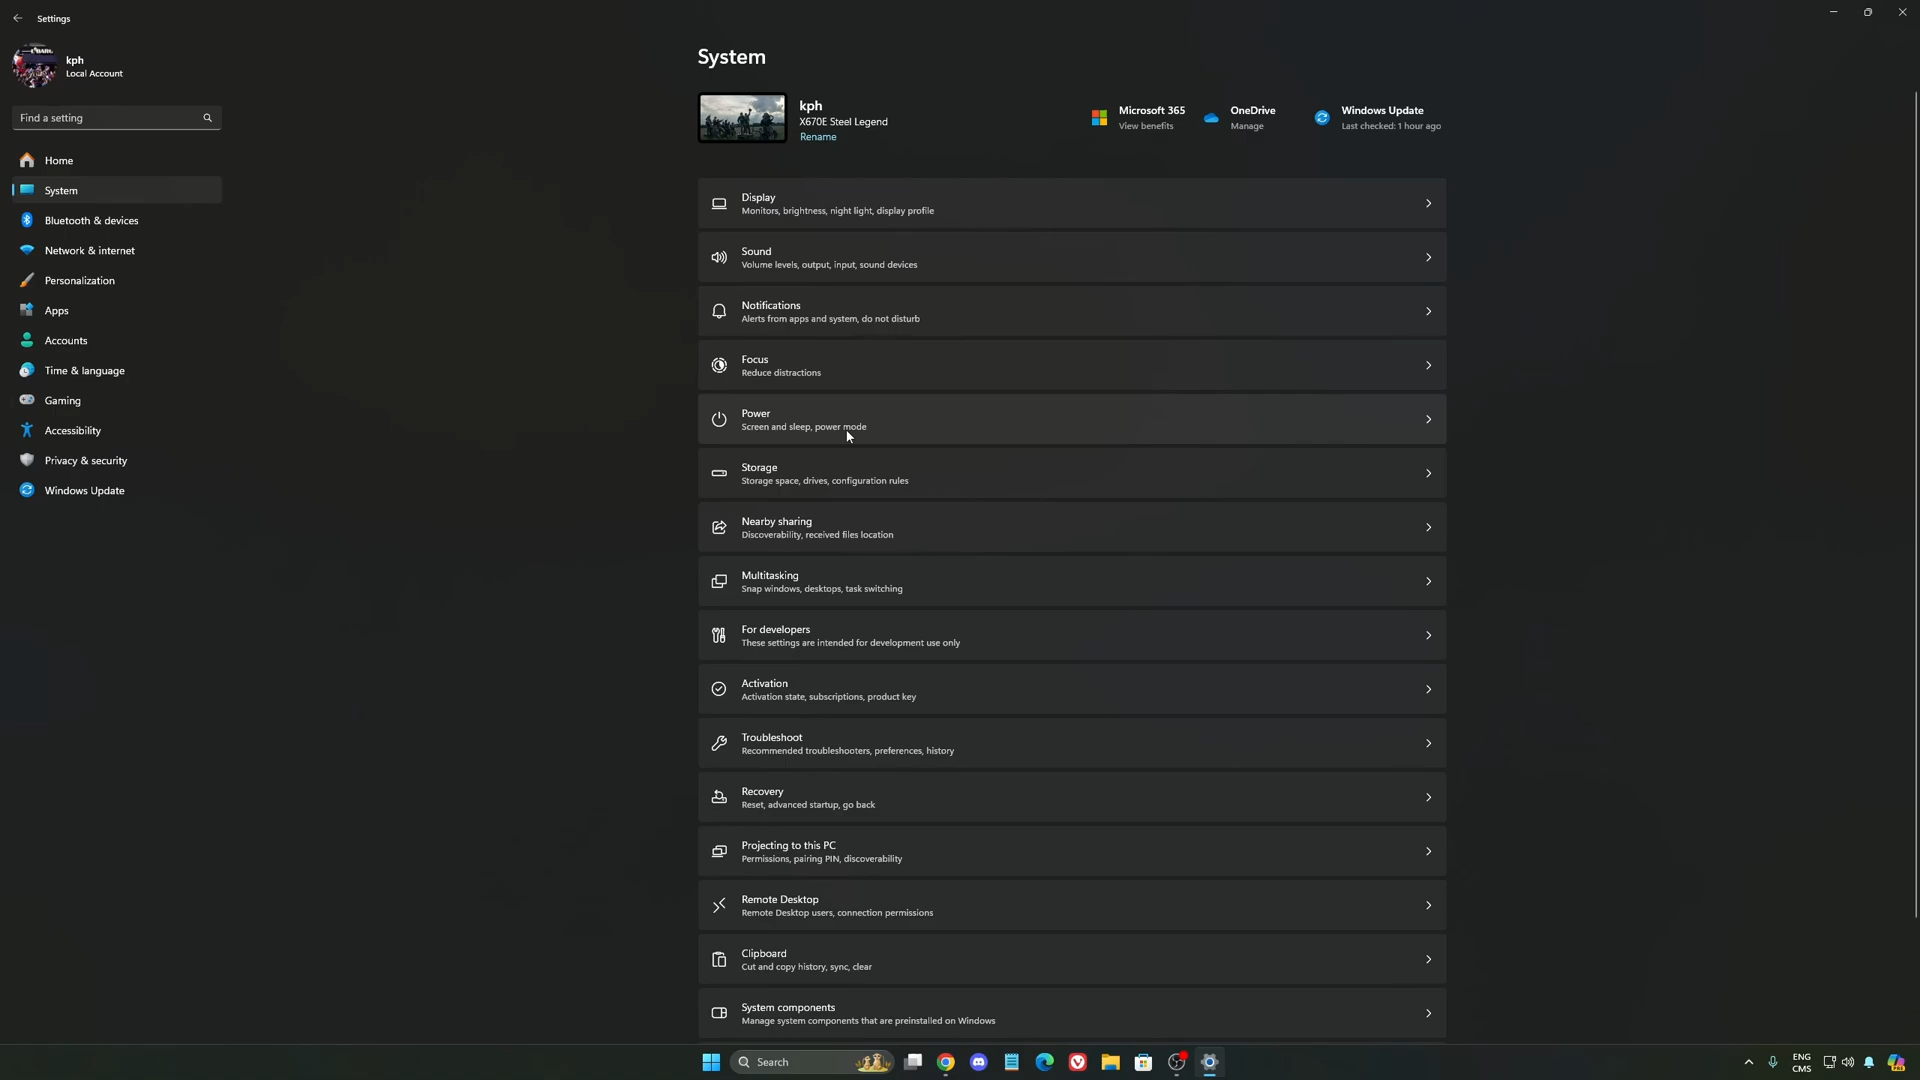 Settings
kph
Local Account
Find a setting
Home
System
Bluetooth & devices
Network & internet
Personalization
Apps
Accounts
Time & language
Gaming
Accessibility
Privacy & security
Windows Update
System
kph
X670E Steel Legend
Rename
Microsoft 365
View benefits
OneDrive
Manage
Windows Update
Last checked: 1 hour ago
Display
Monitors, brightness, night light, display profile
Sound
Volume levels, output, input, sound devices
Notifications
Alerts from apps and system, do not disturb
Focus
Reduce distractions
Power
Screen and sleep, power mode
Storage
Storage space, drives, configuration rules
Nearby sharing
Discoverability, received files location
Multitasking
Snap windows, desktops, task switching
For developers
These settings are intended for development use only
Activation
Activation state, subscriptions, product key
Troubleshoot
Recommended troubleshooters, preferences, history
Recovery
Reset, advanced startup, go back
Projecting to this PC
Permissions, pairing PIN, discoverability
Remote Desktop
Remote Desktop users, connection permissions
Clipboard
Cut and copy history, sync, clear
System components
Manage system components that are preinstalled on Windows
Search
ENG
CMS